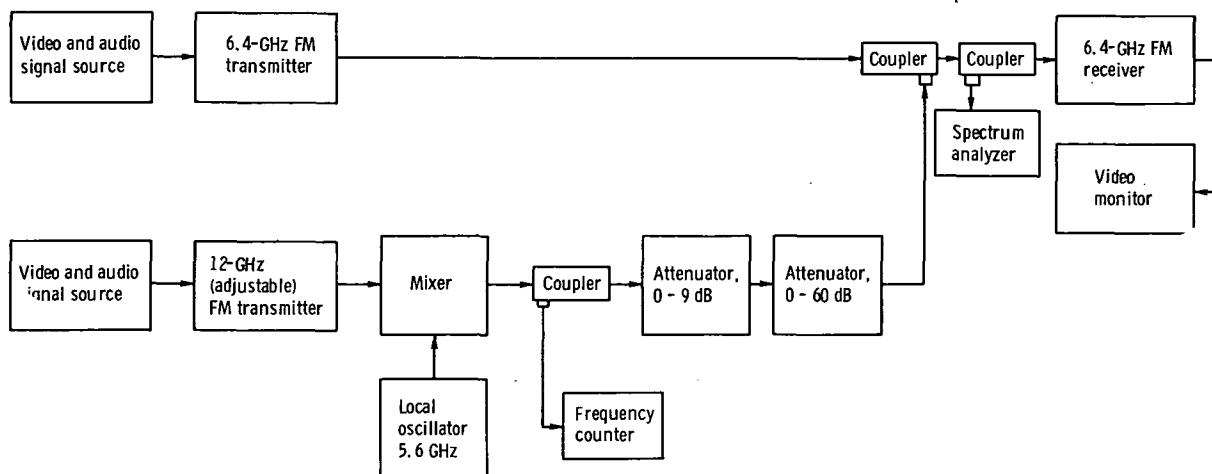 Video and audio
signal source
6.4-GHz FM
transmitter
Coupler
Coupler
6.4-GHz FM
receiver
Spectrum
analyzer
Video
monitor
Video and audio
ignal source
12-GHz
(adjustable)
FM transmitter
Mixer
Coupler
Attenuator,
0 - 9 dB
Attenuator,
0 - 60 dB
Local
oscillator
5.6 GHz
Frequency
counter